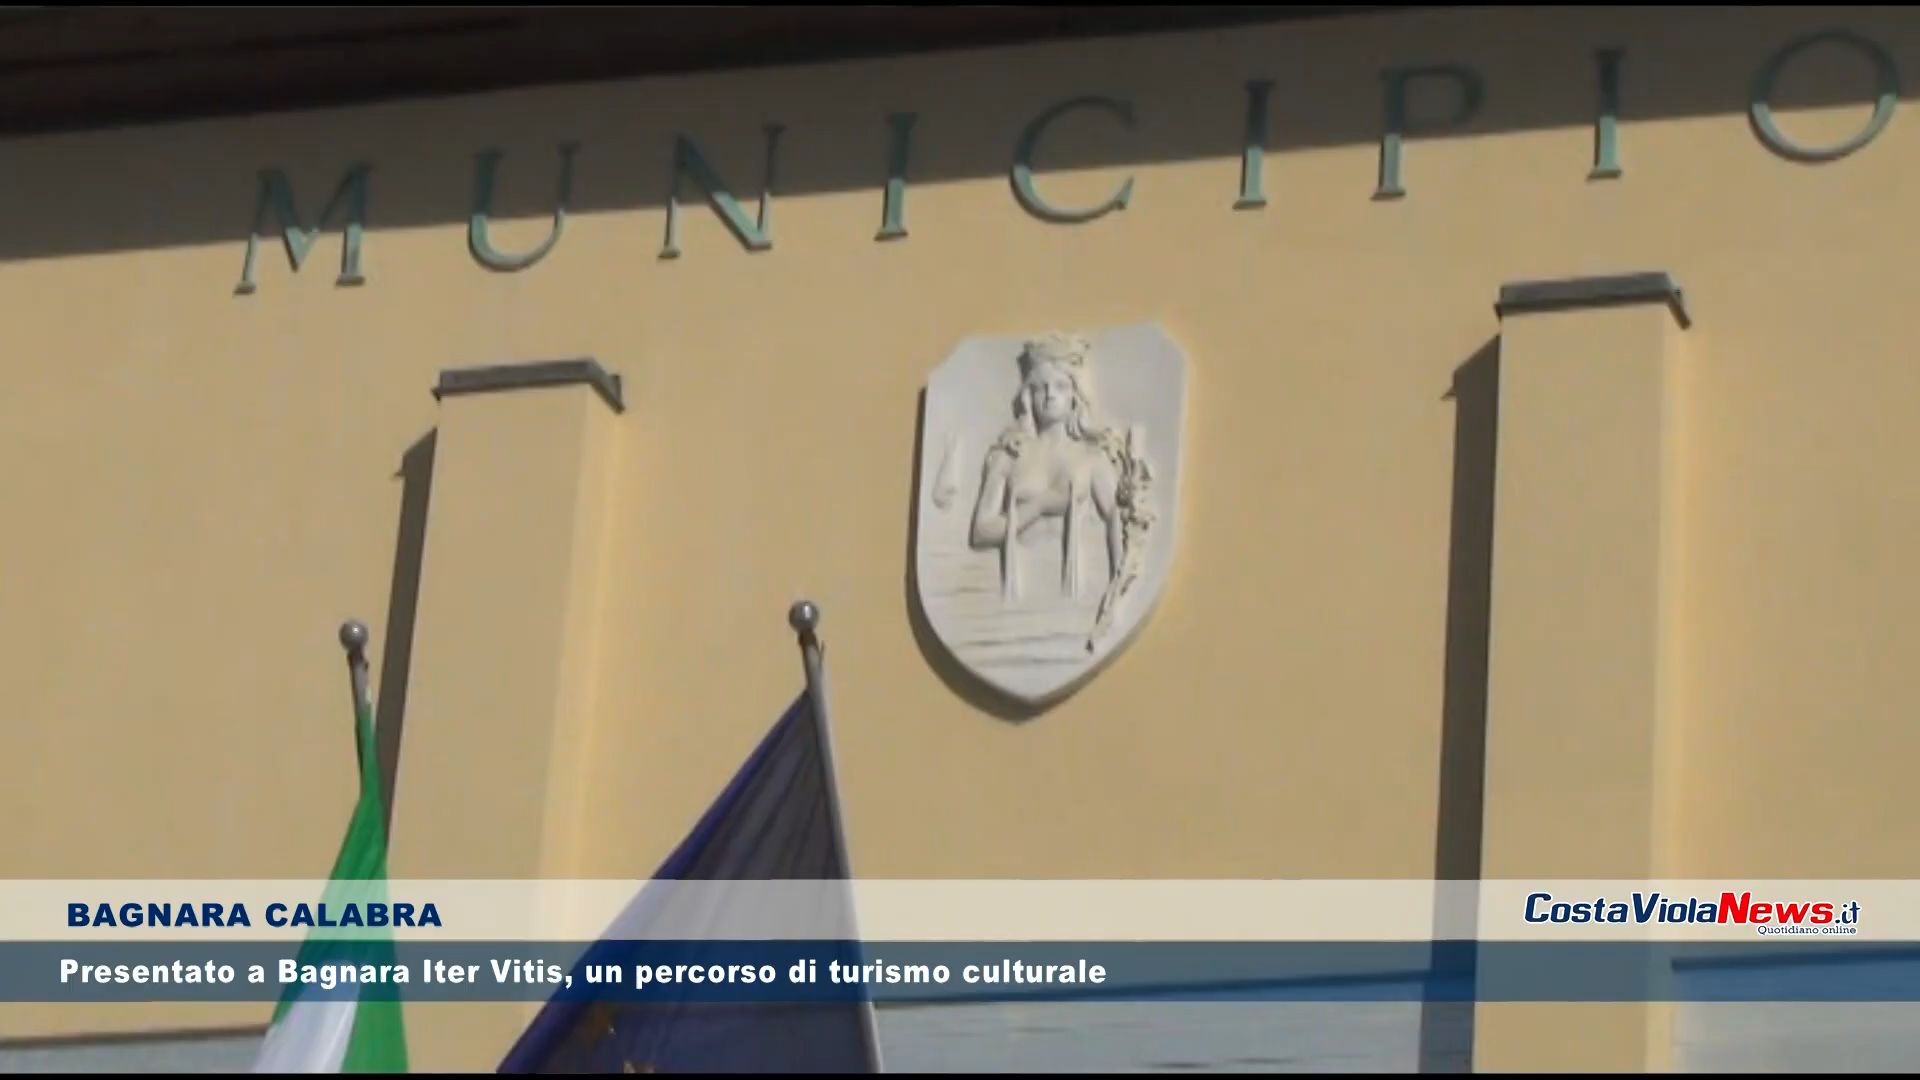 MUNICIPIO
BAGNARA CALABRA
CostaViolaNews.it
Quotidiano online
Presentato a Bagnara Iter Vitis, un percorso di turismo culturale